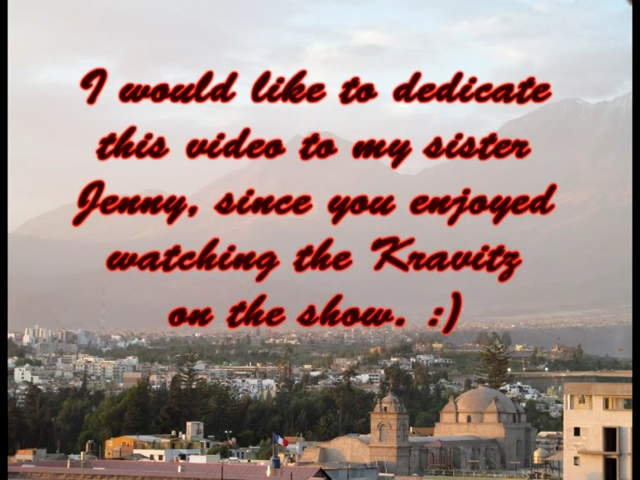 I would like to dedicate
this video to my sister
Jenny, since you enjoyed
watching the Kravitz
on the show. :)